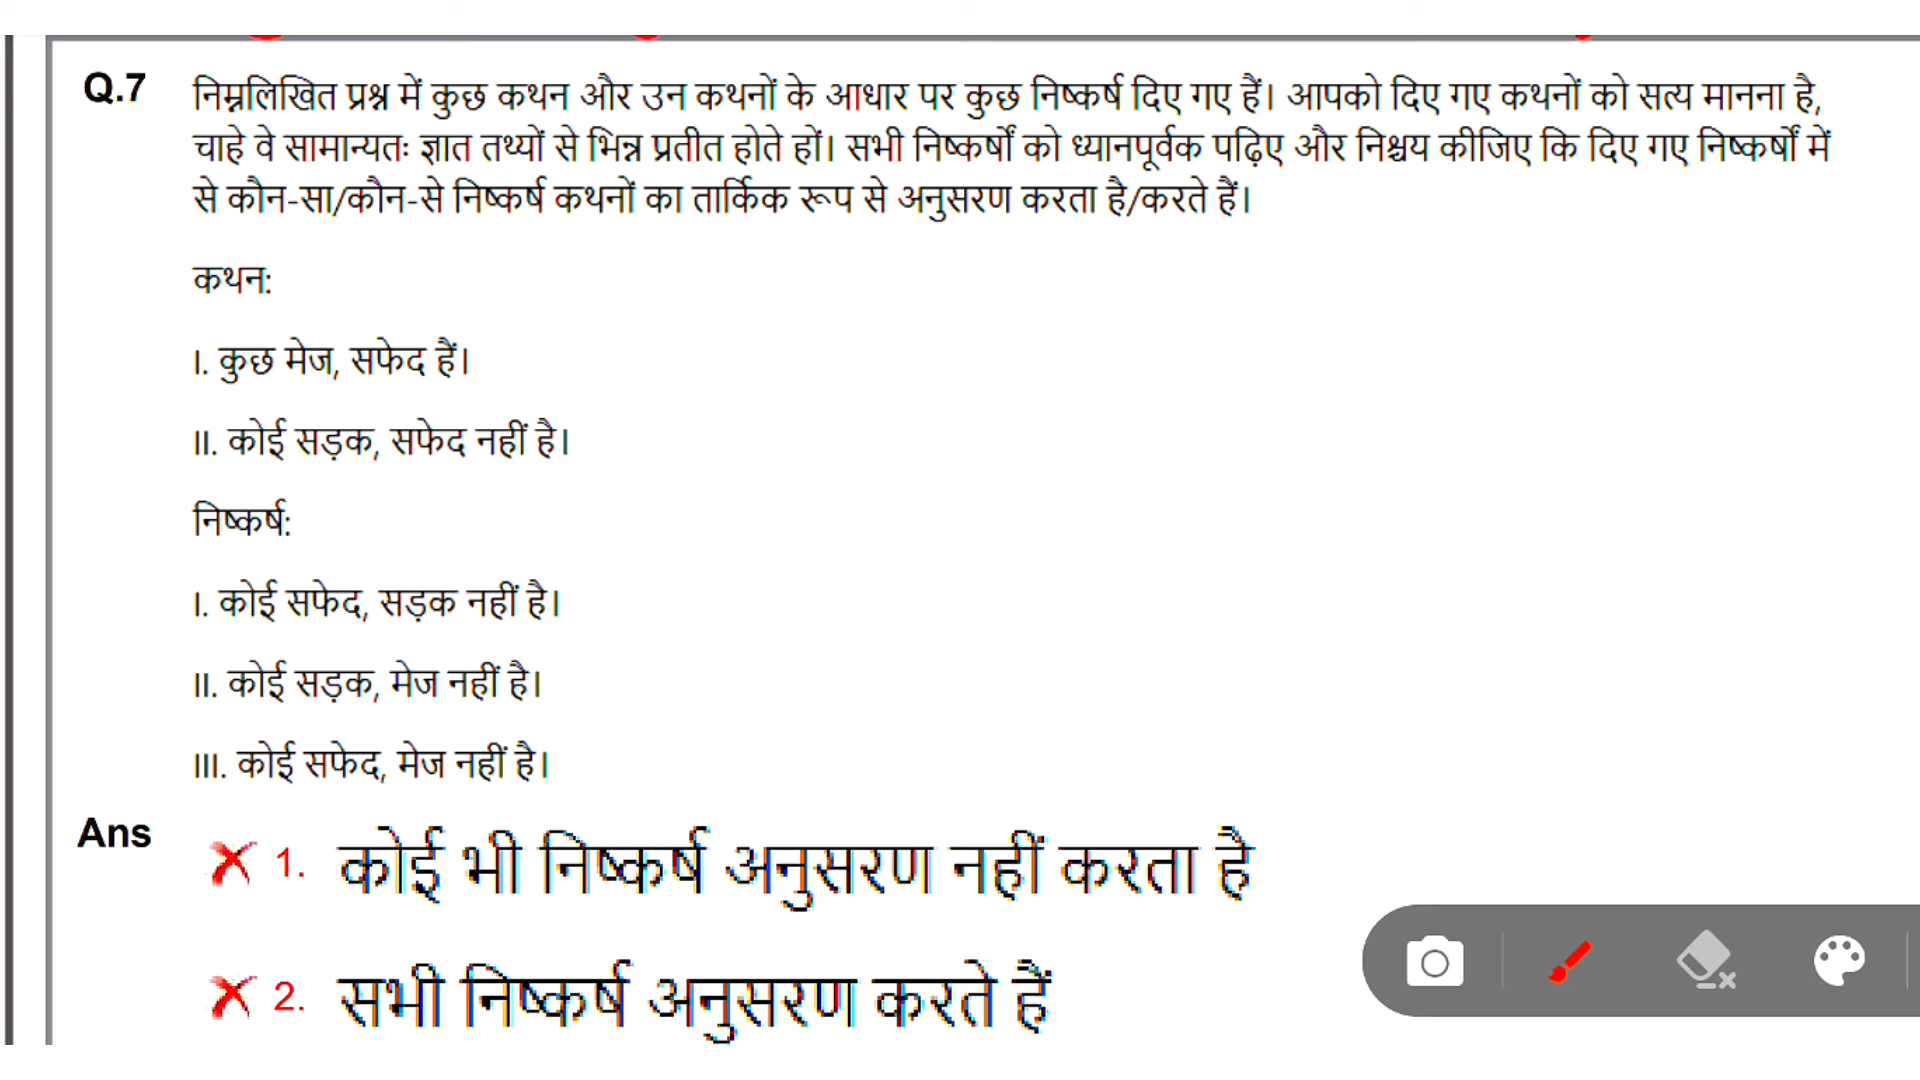 Q.7 निम्नलिखित प्रश्न में कुछ कथन और उन कथनों के आधार पर कुछ निष्कर्ष दिए गए हैं। आपको दिए गए कथनों को सत्य मानना है,
चाहे वे सामान्यतः ज्ञात तथ्यों से भिन्न प्रतीत होते हों। सभी निष्कर्षों को ध्यानपूर्वक पढ़िए और निश्चय कीजिए कि दिए गए निष्कर्षों में
से कौन-सा/कौन-से निष्कर्ष कथनों का तार्किक रूप से अनुसरण करता है/करते हैं।
कथन:
I. कुछ मेज, सफेद हैं।
II. कोई सड़क, सफेद नहीं है।
निष्कर्ष:
I. कोई सफेद, सड़क नहीं है।
II. कोई सड़क, मेज नहीं है।
III. कोई सफेद, मेज नहीं है।
Ans 1. कोई भी निष्कर्ष अनुसरण नहीं करता है
2. सभी निष्कर्ष अनुसरण करते हैं